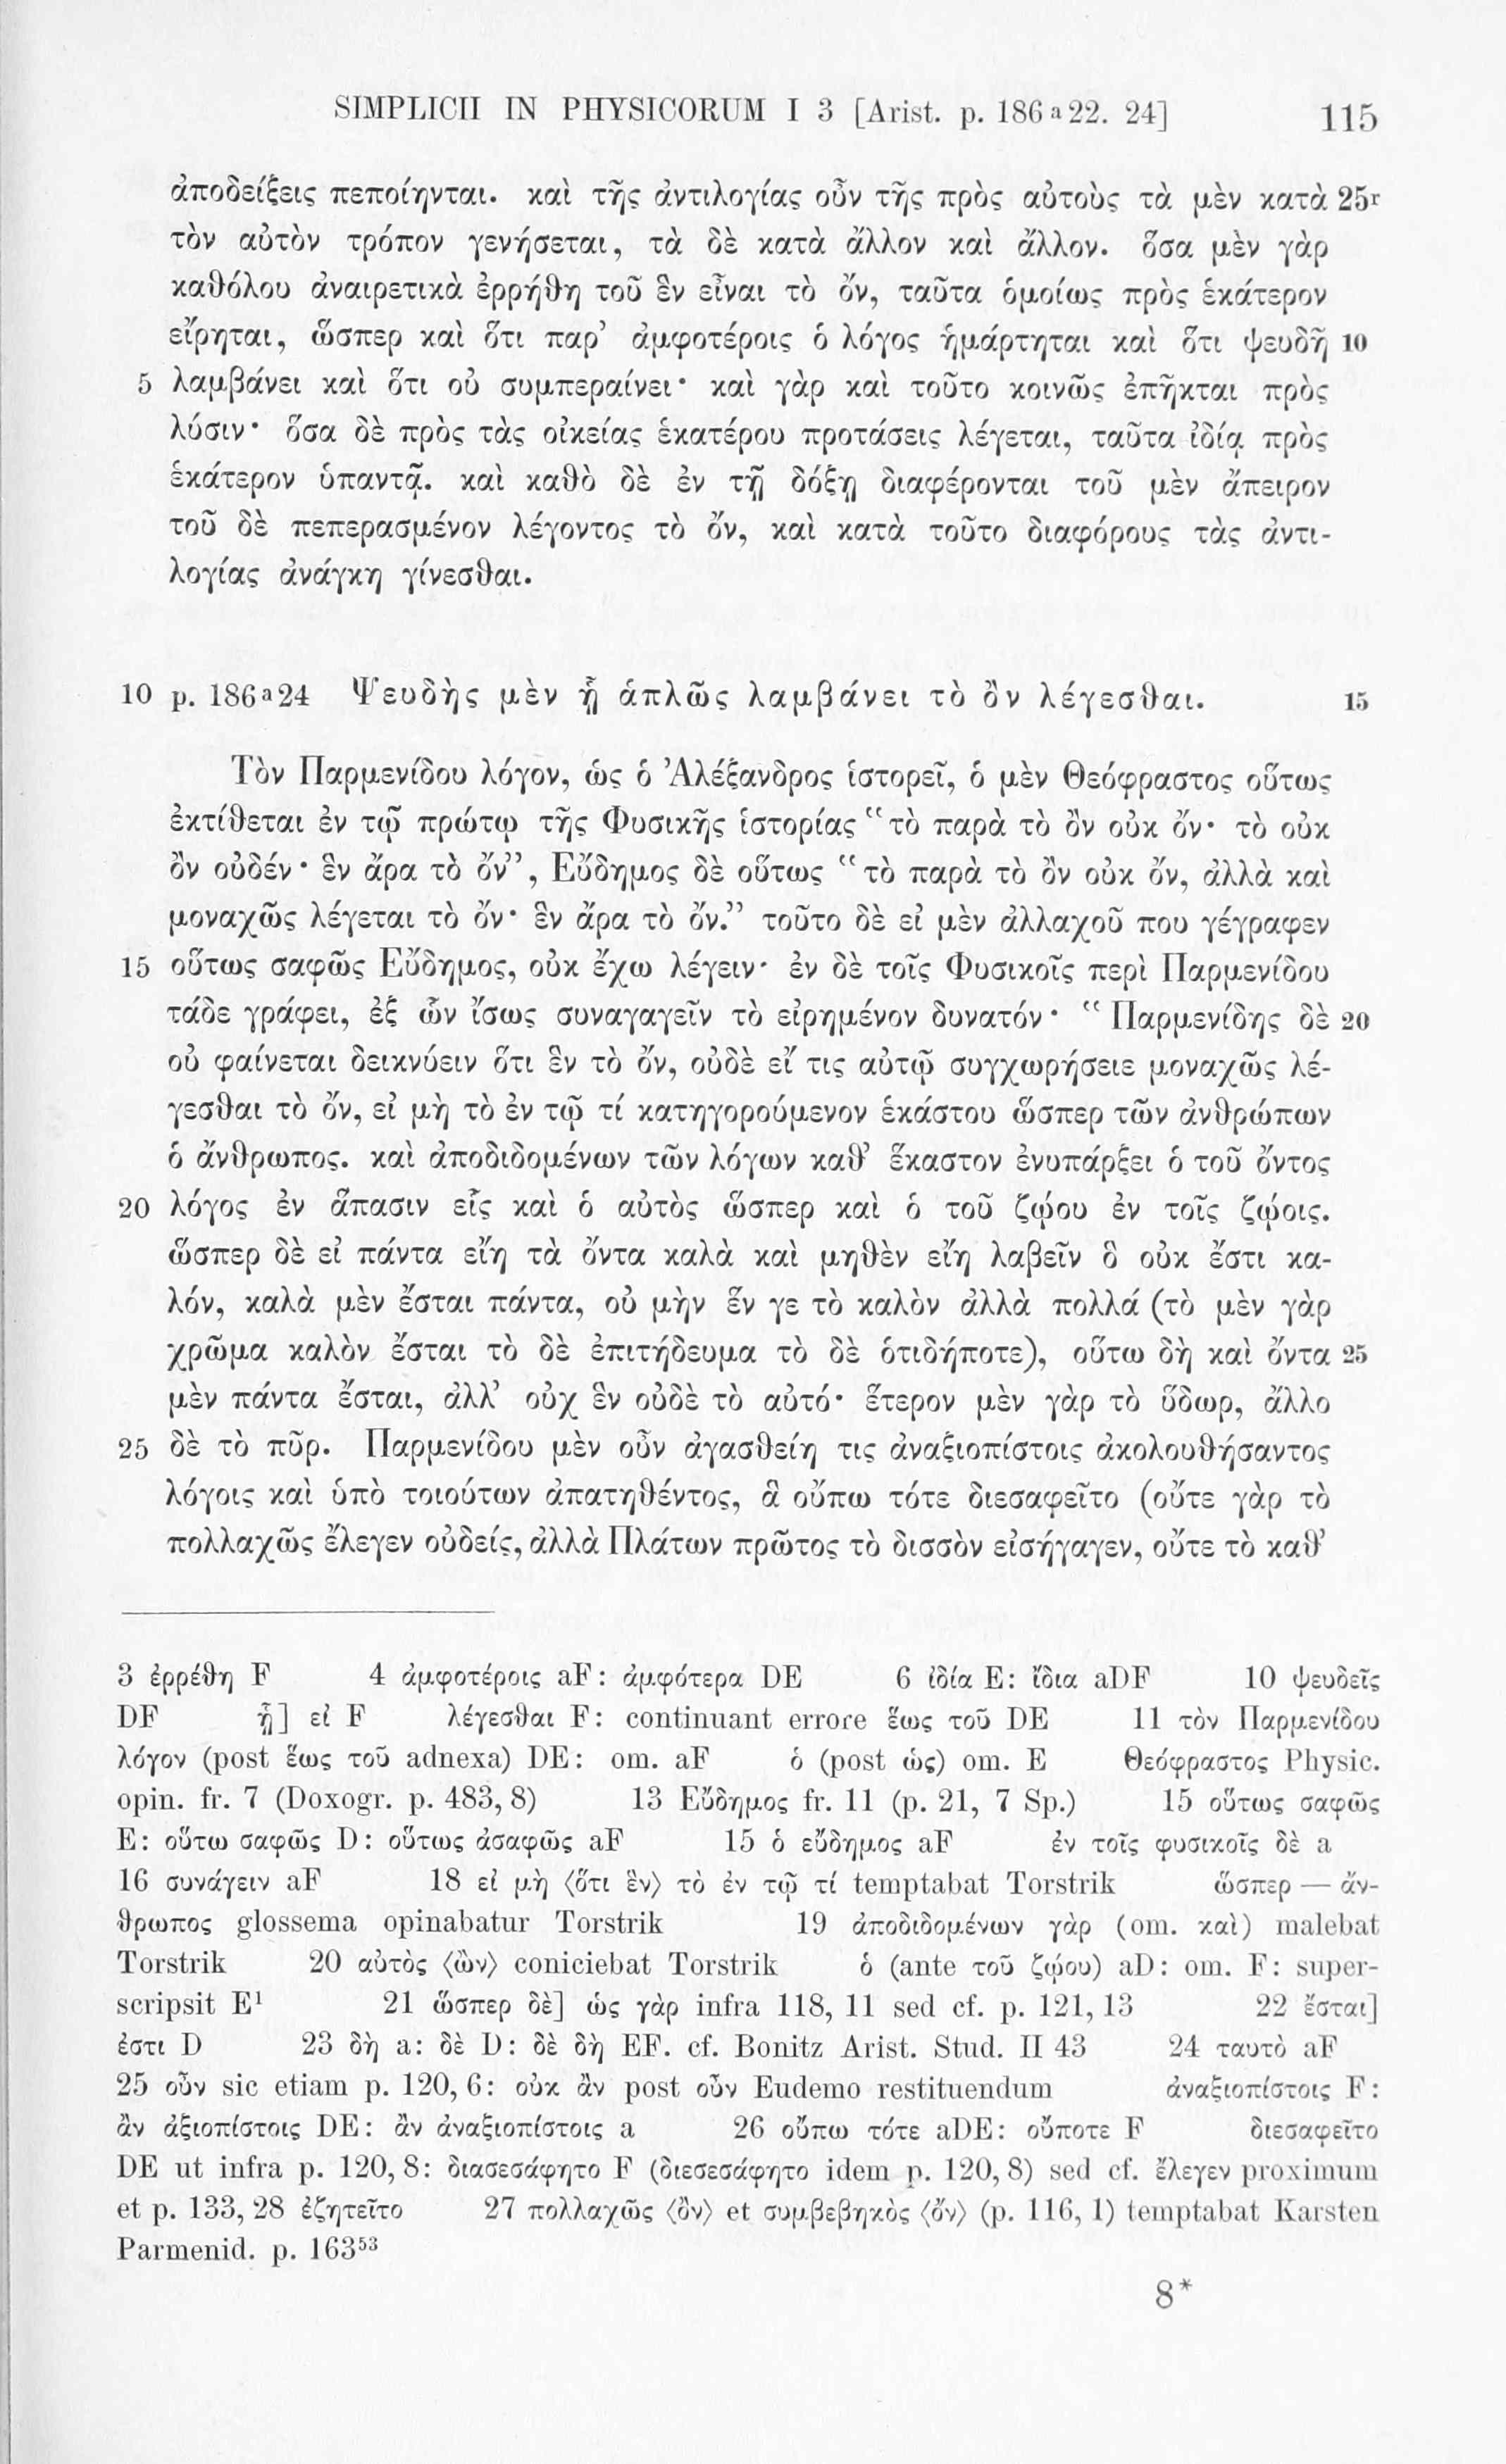 SIMPLICII IN PHYSICORUM I 3 [Arist. p. 186 a 22. 24] 115
ἀποδείξεις πεποίηνται. καὶ τῆς ἀντιλογίας οὖν τῆς πρὸς αὐτοὺς τὰ μὲν κατὰ 25r
τὸν αὐτὸν τρόπον γενήσεται, τὰ δὲ κατὰ ἄλλον καὶ ἄλλον. ὅσα μὲν γὰρ
καθόλου ἀναιρετικὰ ἐρρήθη τοῦ ἓν εἶναι τὸ ὄν, ταῦτα ὁμοίως πρὸς ἑκάτερον
εἴρηται, ὥσπερ καὶ ὅτι παρ’ ἀμφοτέροις ὁ λόγος ἡμάρτηται καὶ ὅτι ψευδῆ 10
5 λαμβάνει καὶ ὅτι οὐ συμπεραίνει· καὶ γὰρ καὶ τοῦτο κοινῶς ἐπῆκται πρὸς
λύσιν· ὅσα δὲ πρὸς τὰς οἰκείας ἑκατέρου προτάσεις λέγεται, ταῦτα ἰδίᾳ πρὸς
ἑκάτερον ὑπαντᾷ. καὶ καθὸ δὲ ἐν τῇ δόξῃ διαφέρονται τοῦ μὲν ἄπειρον
τοῦ δὲ πεπερασμένον λέγοντος τὸ ὄν, καὶ κατὰ τοῦτο διαφόρους τὰς ἀντι-
λογίας ἀνάγκη γίνεσθαι.
10 p. 186a24 Ψευδὴς μὲν ᾗ ἁπλῶς λαμβάνει τὸ ὂν λέγεσθαι. 15
Τὸν Παρμενίδου λόγον, ὡς ὁ Ἀλέξανδρος ἱστορεῖ, ὁ μὲν Θεόφραστος οὕτως
ἐκτίθεται ἐν τῷ πρώτῳ τῆς Φυσικῆς ἱστορίας “τὸ παρὰ τὸ ὂν οὐκ ὄν· τὸ οὐκ
ὂν οὐδέν· ἓν ἄρα τὸ ὄν”, Εὔδημος δὲ οὕτως “τὸ παρὰ τὸ ὂν οὐκ ὄν, ἀλλὰ καὶ
μοναχῶς λέγεται τὸ ὄν· ἓν ἄρα τὸ ὄν.” τοῦτο δὲ εἰ μὲν ἀλλαχοῦ που γέγραφεν
15 οὕτως σαφῶς Εὔδημος, οὐκ ἔχω λέγειν· ἐν δὲ τοῖς Φυσικοῖς περὶ Παρμενίδου
τάδε γράφει, ἐξ ὧν ἴσως συναγαγεῖν τὸ εἰρημένον δυνατόν· “Παρμενίδης δὲ 20
οὐ φαίνεται δεικνύειν ὅτι ἓν τὸ ὄν, οὐδὲ εἴ τις αὐτῷ συγχωρήσειε μοναχῶς λέ-
γεσθαι τὸ ὄν, εἰ μὴ τὸ ἐν τῷ τί κατηγορούμενον ἑκάστου ὥσπερ τῶν ἀνθρώπων
ὁ ἄνθρωπος. καὶ ἀποδιδομένων τῶν λόγων καθ’ ἕκαστον ἐνυπάρξει ὁ τοῦ ὄντος
20 λόγος ἐν ἅπασιν εἷς καὶ ὁ αὐτὸς ὥσπερ καὶ ὁ τοῦ ζῴου ἐν τοῖς ζῴοις.
ὥσπερ δὲ εἰ πάντα εἴη τὰ ὄντα καλὰ καὶ μηθὲν εἴη λαβεῖν ὃ οὐκ ἔστι κα-
λόν, καλὰ μὲν ἔσται πάντα, οὐ μὴν ἕν γε τὸ καλὸν ἀλλὰ πολλά (τὸ μὲν γὰρ
χρῶμα καλὸν ἔσται τὸ δὲ ἐπιτήδευμα τὸ δὲ ὁτιδήποτε), οὕτω δὴ καὶ ὄντα 25
μὲν πάντα ἔσται, ἀλλ’ οὐχ ἓν οὐδὲ τὸ αὐτό· ἕτερον μὲν γὰρ τὸ ὕδωρ, ἄλλο
25 δὲ τὸ πῦρ. Παρμενίδου μὲν οὖν ἀγασθείη τις ἀναξιοπίστοις ἀκολουθήσαντος
λόγοις καὶ ὑπὸ τοιούτων ἀπατηθέντος, ἃ οὔπω τότε διεσαφεῖτο (οὔτε γὰρ τὸ
πολλαχῶς ἔλεγεν οὐδείς, ἀλλὰ Πλάτων πρῶτος τὸ δισσὸν εἰσήγαγεν, οὔτε τὸ καθ’
3 ἐρρέθη F 4 ἀμφοτέροις aF: ἀμφότερα DE 6 ἰδία E: ἴδια aDF 10 ψευδεῖς
DF ᾗ] εἰ F λέγεσθαι F: continuant errore ἕως τοῦ DE 11 τὸν Παρμενίδου
λόγον (post ἕως τοῦ adnexa) DE: om. aF ὁ (post ὡς) om. E Θεόφραστος Physic.
opin. fr. 7 (Doxogr. p. 483, 8) 13 Εὔδημος fr. 11 (p. 21, 7 Sp.) 15 οὕτως σαφῶς
E: οὕτω σαφῶς D: οὕτως ἀσαφῶς aF 15 ὁ εὔδημος aF ἐν τοῖς φυσικοῖς δὲ a
16 συνάγειν aF 18 εἰ μὴ ⟨ὅτι ἓν⟩ τὸ ἐν τῷ τί temptabat Torstrik ὥσπερ — ἄν-
θρωπος glossema opinabatur Torstrik 19 ἀποδιδομένων γὰρ (om. καὶ) malebat
Torstrik 20 αὐτὸς ⟨ὢν⟩ coniciebat Torstrik ὁ (ante τοῦ ζῴου) aD: om. F: super-
scripsit E¹ 21 ὥσπερ δὲ] ὡς γὰρ infra 118, 11 sed cf. p. 121, 13 22 ἔσται]
ἐστι D 23 δὴ a: δὲ D: δὲ δὴ EF. cf. Bonitz Arist. Stud. II 43 24 ταυτὸ aF
25 οὖν sic etiam p. 120, 6: οὐκ ἂν post οὖν Eudemo restituendum ἀναξιοπίστοις F:
ἂν ἀξιοπίστοις DE: ἂν ἀναξιοπίστοις a 26 οὔπω τότε aDE: οὔποτε F διεσαφεῖτο
DE ut infra p. 120, 8: διασεσάφητο F (διεσεσάφητο idem p. 120, 8) sed cf. ἔλεγεν proximum
et p. 133, 28 ἐζητεῖτο 27 πολλαχῶς ⟨ὂν⟩ et συμβεβηκὸς ⟨ὄν⟩ (p. 116, 1) temptabat Karsten
Parmenid. p. 163⁵³
8*